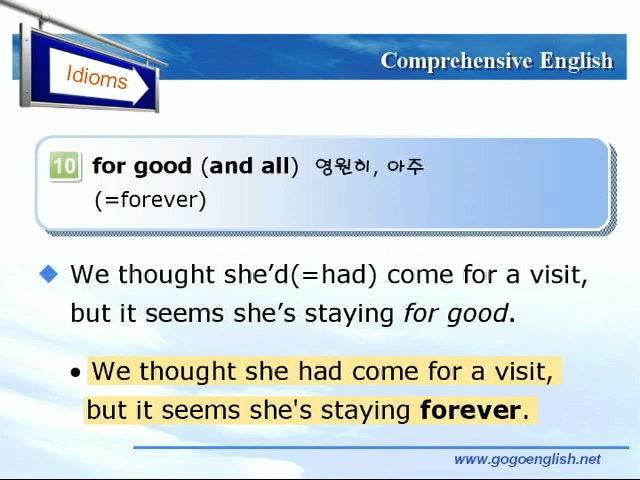 Idioms
Comprehensive English
10 for good (and all) 영원히, 아주
(=forever)
We thought she’d(=had) come for a visit,
but it seems she’s staying for good.
• We thought she had come for a visit,
but it seems she's staying forever.
www.gogoenglish.net